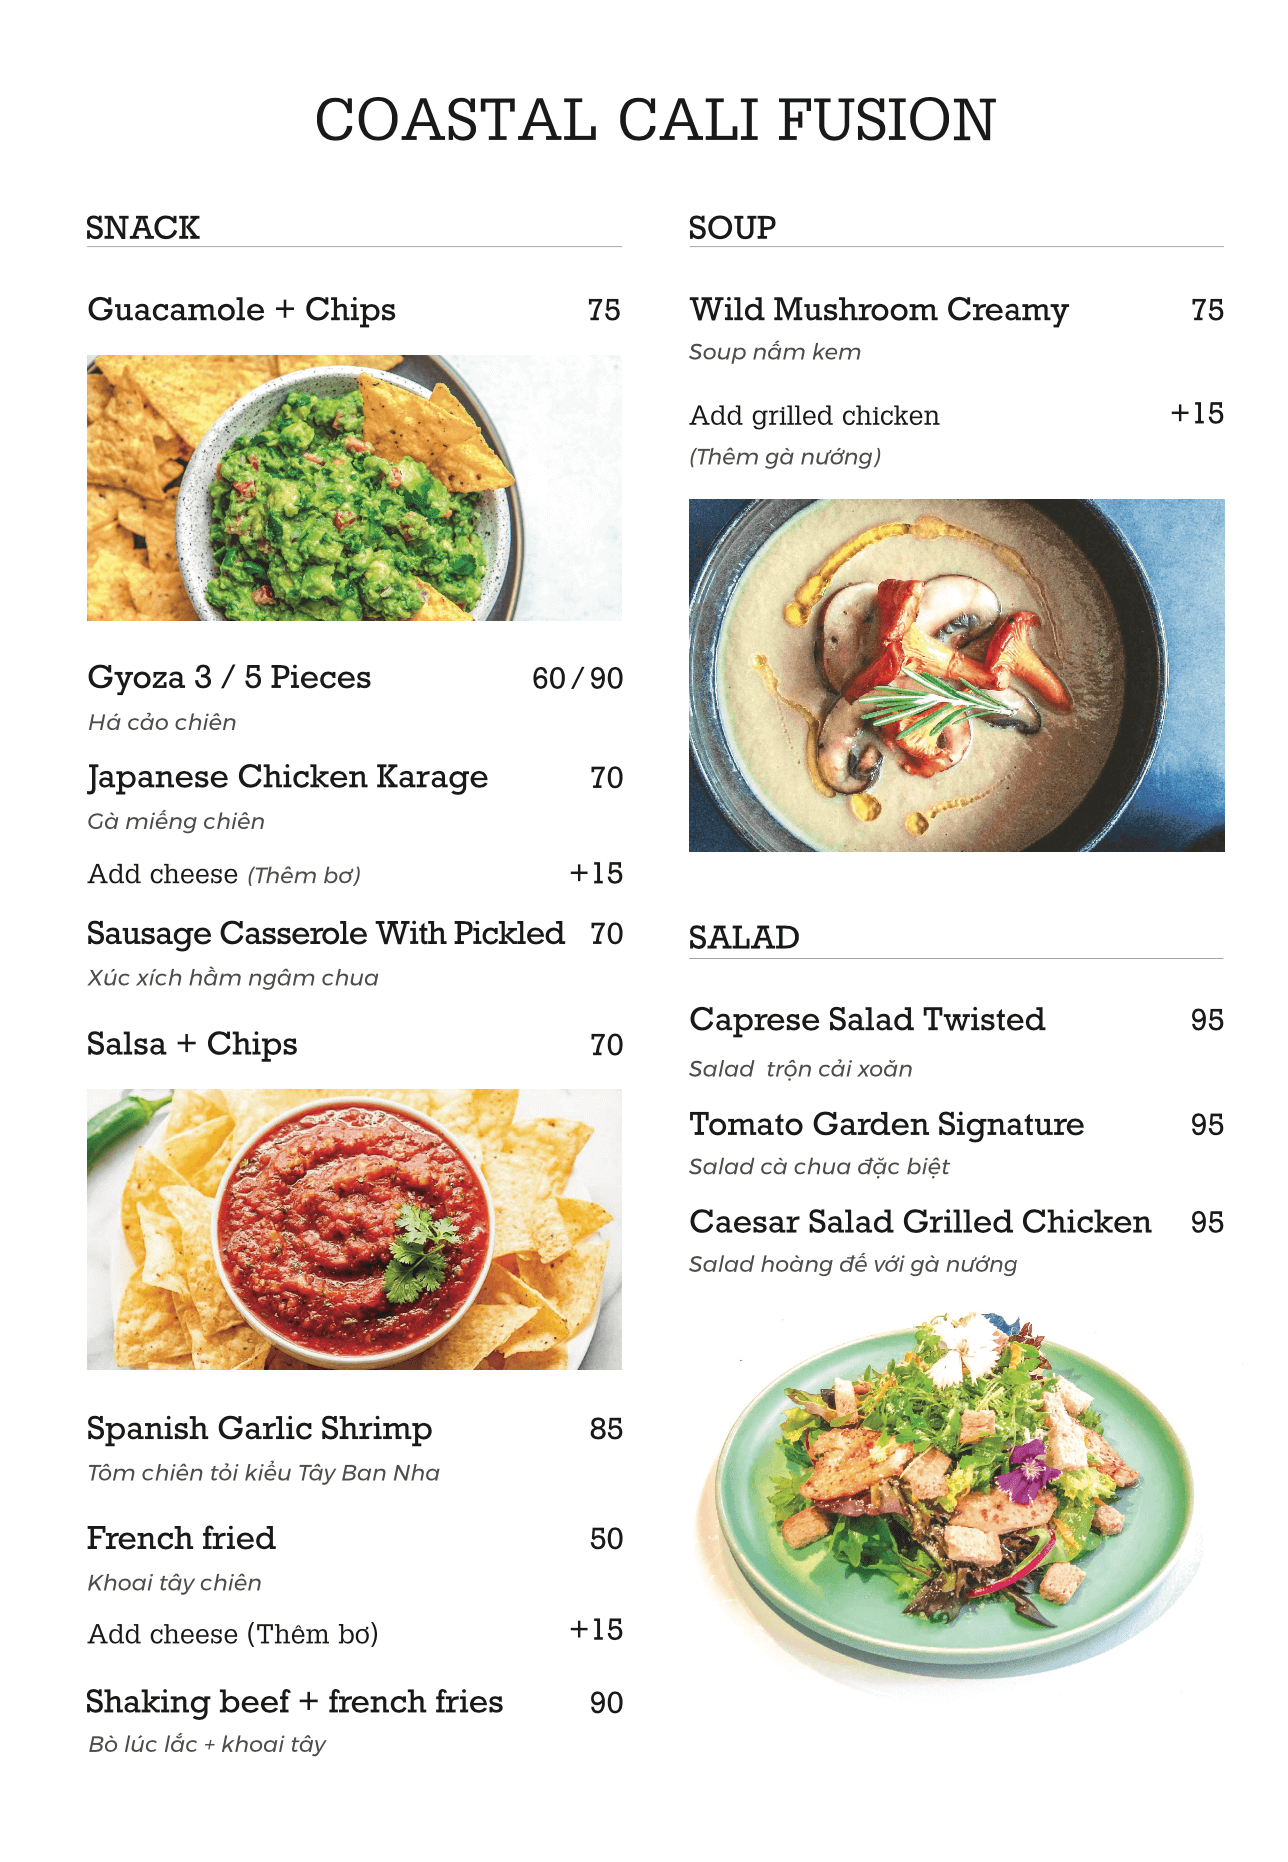 COASTAL CALI FUSION
SNACK
Guacamole + Chips 75
Gyoza 3 / 5 Pieces 60 / 90
Há cảo chiên
Japanese Chicken Karage 70
Gà miếng chiên
Add cheese (Thêm bơ) +15
Sausage Casserole With Pickled 70
Xúc xích hầm ngâm chua
Salsa + Chips 70
Spanish Garlic Shrimp 85
Tôm chiên tỏi kiểu Tây Ban Nha
French fried 50
Khoai tây chiên
Add cheese (Thêm bơ) +15
Shaking beef + french fries 90
Bò lúc lắc + khoai tây
SOUP
Wild Mushroom Creamy 75
Soup nấm kem
Add grilled chicken +15
(Thêm gà nướng)
SALAD
Caprese Salad Twisted 95
Salad trộn cải xoăn
Tomato Garden Signature 95
Salad cà chua đặc biệt
Caesar Salad Grilled Chicken 95
Salad hoàng đế với gà nướng